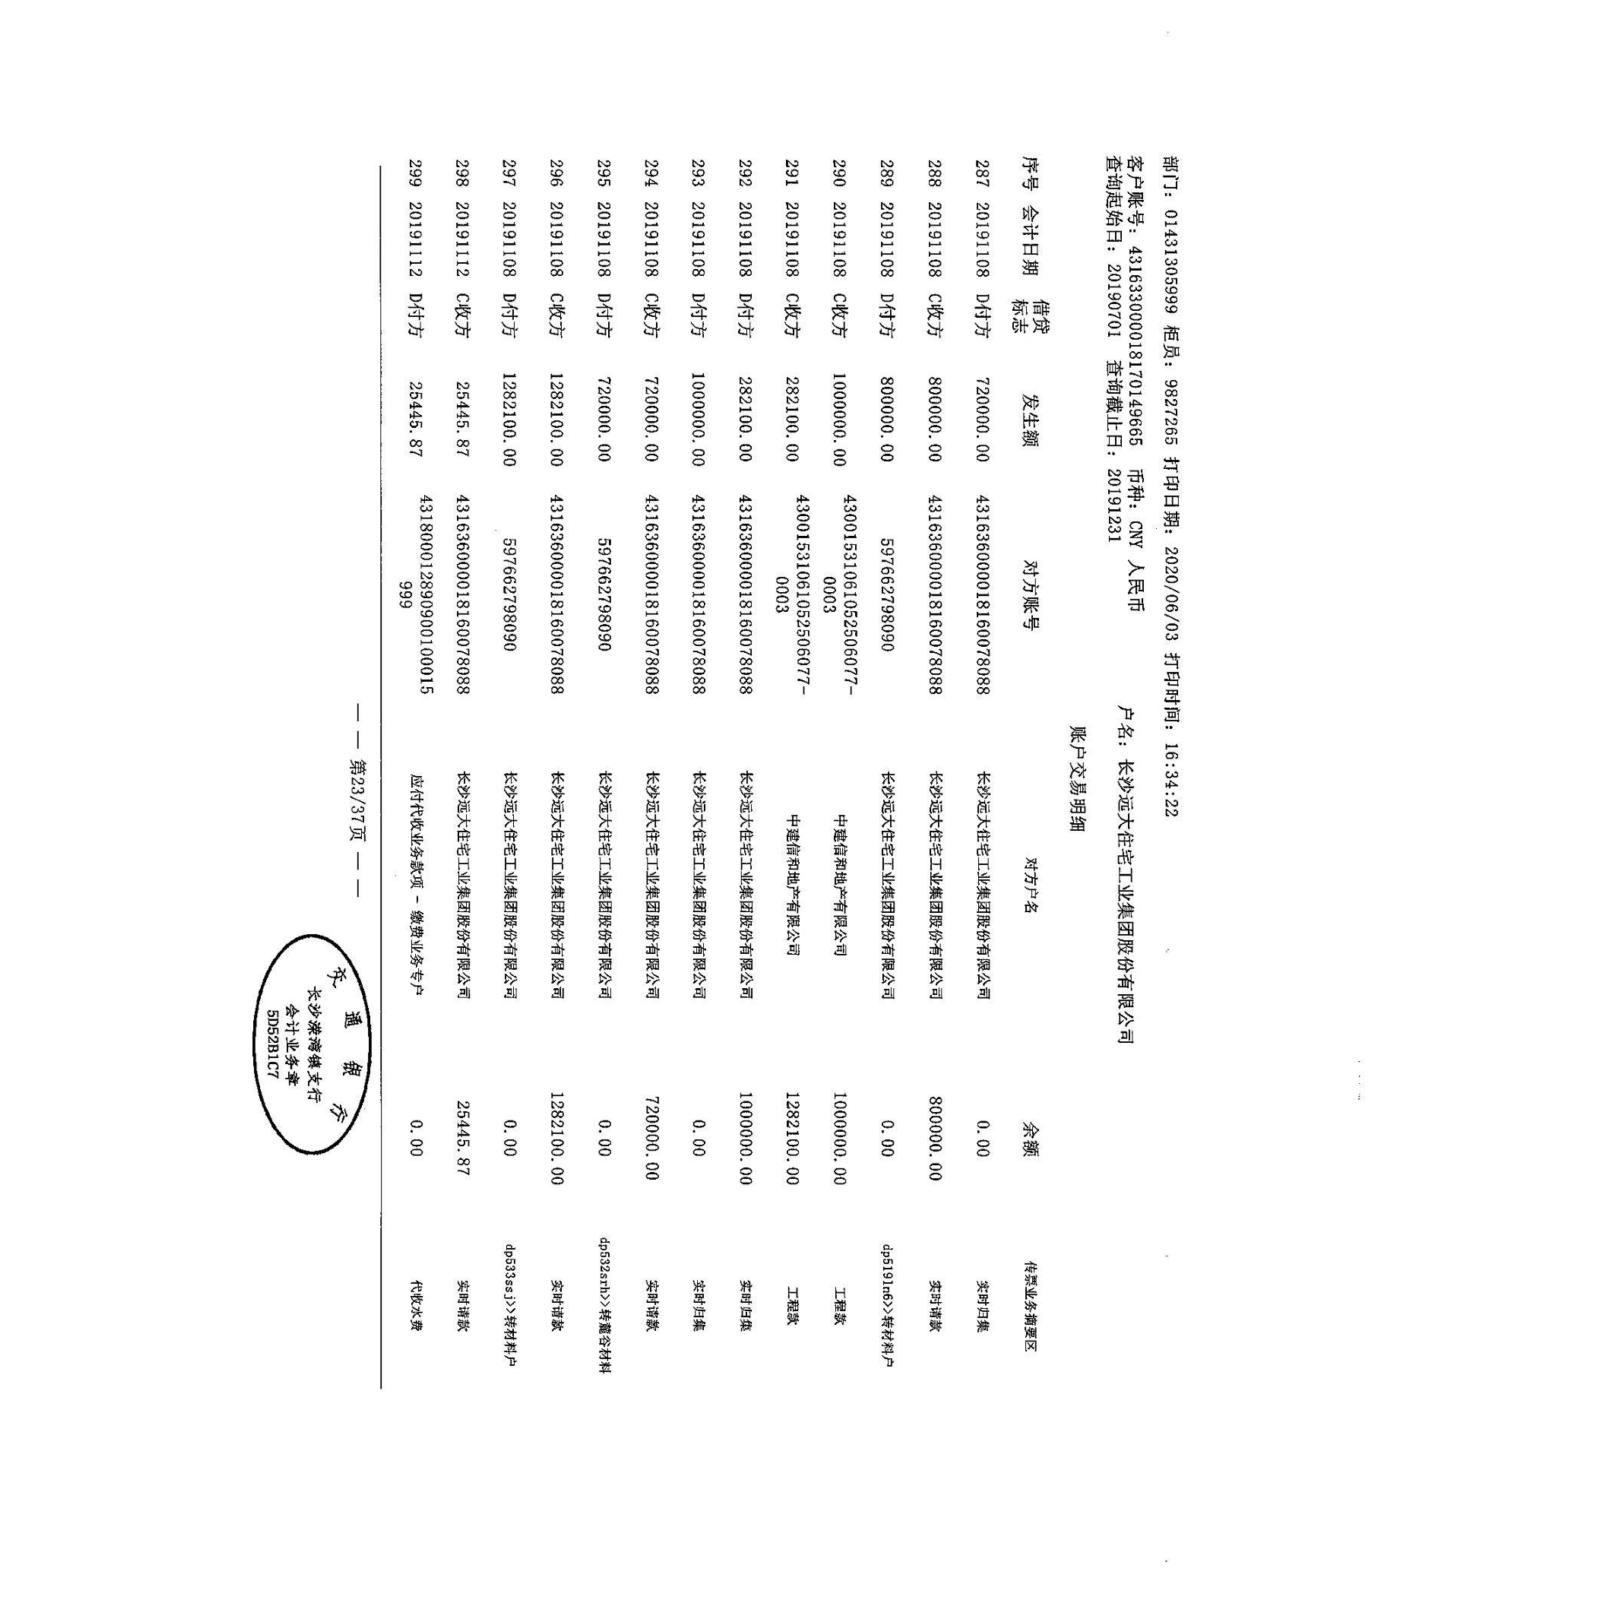 部门: 01431305999 柜员: 9827265 打印日期: 2020/06/03 打印时间: 16:34:22
客户账号: 431633000018170149665 币种: CNY 人民币 户名: 长沙远大住宅工业集团股份有限公司
查询起始日: 20190701 查询截止日: 20191231
账户交易明细
序号 会计日期 借贷标志 发生额 对方账号 对方户名 余额 传票业务摘要区
287 20191108 D付方 720000.00 431636000018160078088 长沙远大住宅工业集团股份有限公司 0.00 实时归集
288 20191108 C收方 800000.00 431636000018160078088 长沙远大住宅工业集团股份有限公司 800000.00 实时请款
289 20191108 D付方 800000.00 597662798090 长沙远大住宅工业集团股份有限公司 0.00 dp5191n6>>转材料户
290 20191108 C收方 1000000.00 43001531061052506077- 中建信和地产有限公司 1000000.00 工程款
0003
291 20191108 C收方 282100.00 43001531061052506077- 中建信和地产有限公司 1282100.00 工程款
0003
292 20191108 D付方 282100.00 431636000018160078088 长沙远大住宅工业集团股份有限公司 1000000.00 实时归集
293 20191108 D付方 1000000.00 431636000018160078088 长沙远大住宅工业集团股份有限公司 0.00 实时归集
294 20191108 C收方 720000.00 431636000018160078088 长沙远大住宅工业集团股份有限公司 720000.00 实时请款
295 20191108 D付方 720000.00 597662798090 长沙远大住宅工业集团股份有限公司 0.00 dp532srh>>转麓谷材料
296 20191108 C收方 1282100.00 431636000018160078088 长沙远大住宅工业集团股份有限公司 1282100.00 实时请款
297 20191108 D付方 1282100.00 597662798090 长沙远大住宅工业集团股份有限公司 0.00 dp533ssj>>转材料户
298 20191112 C收方 25445.87 431636000018160078088 长沙远大住宅工业集团股份有限公司 25445.87 实时请款
299 20191112 D付方 25445.87 431800012890900100015 应付代收业务款项 - 缴费业务专户 0.00 代收水费
999
— — 第23/37页 — —
交通银行
长沙溁湾镇支行
会计业务章
5D52B1C7